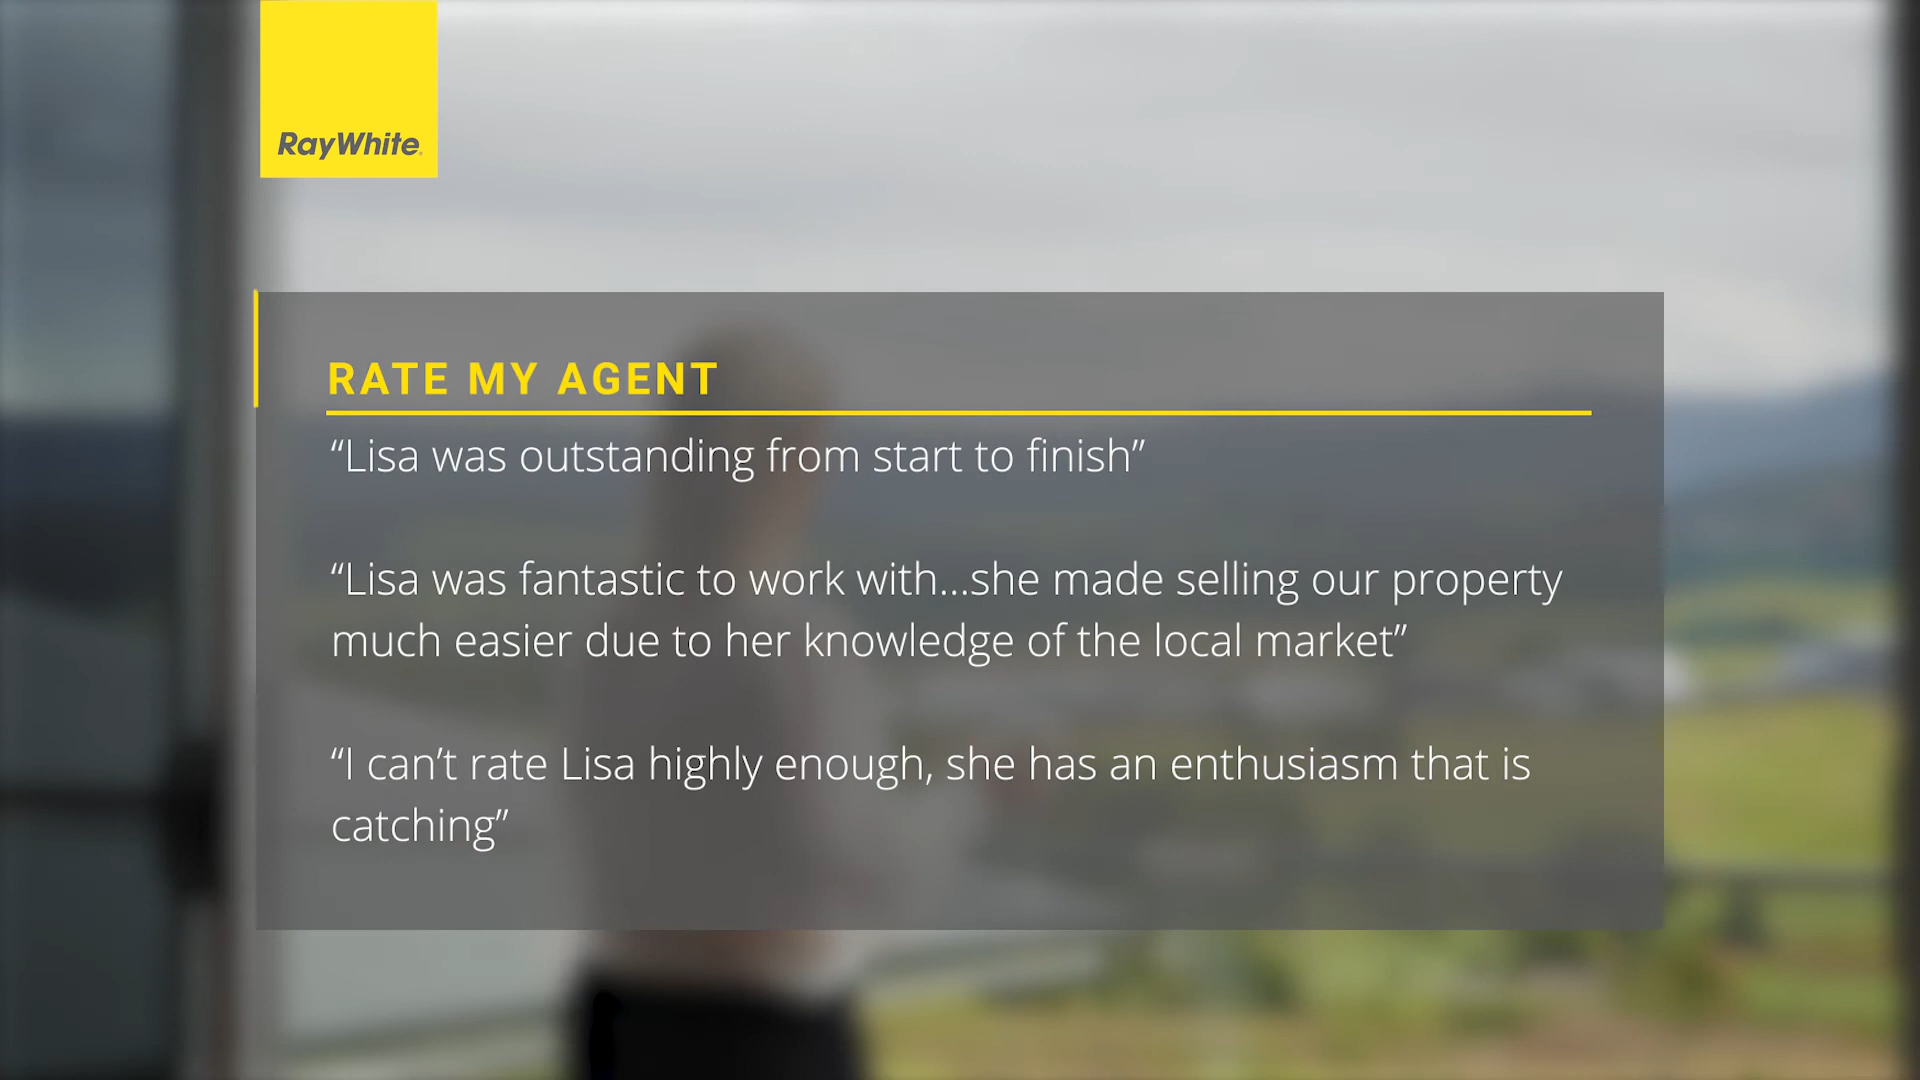 RayWhite
RATE MY AGENT
“Lisa was outstanding from start to finish”
“Lisa was fantastic to work with...she made selling our property
much easier due to her knowledge of the local market”
“I can’t rate Lisa highly enough, she has an enthusiasm that is
catching”